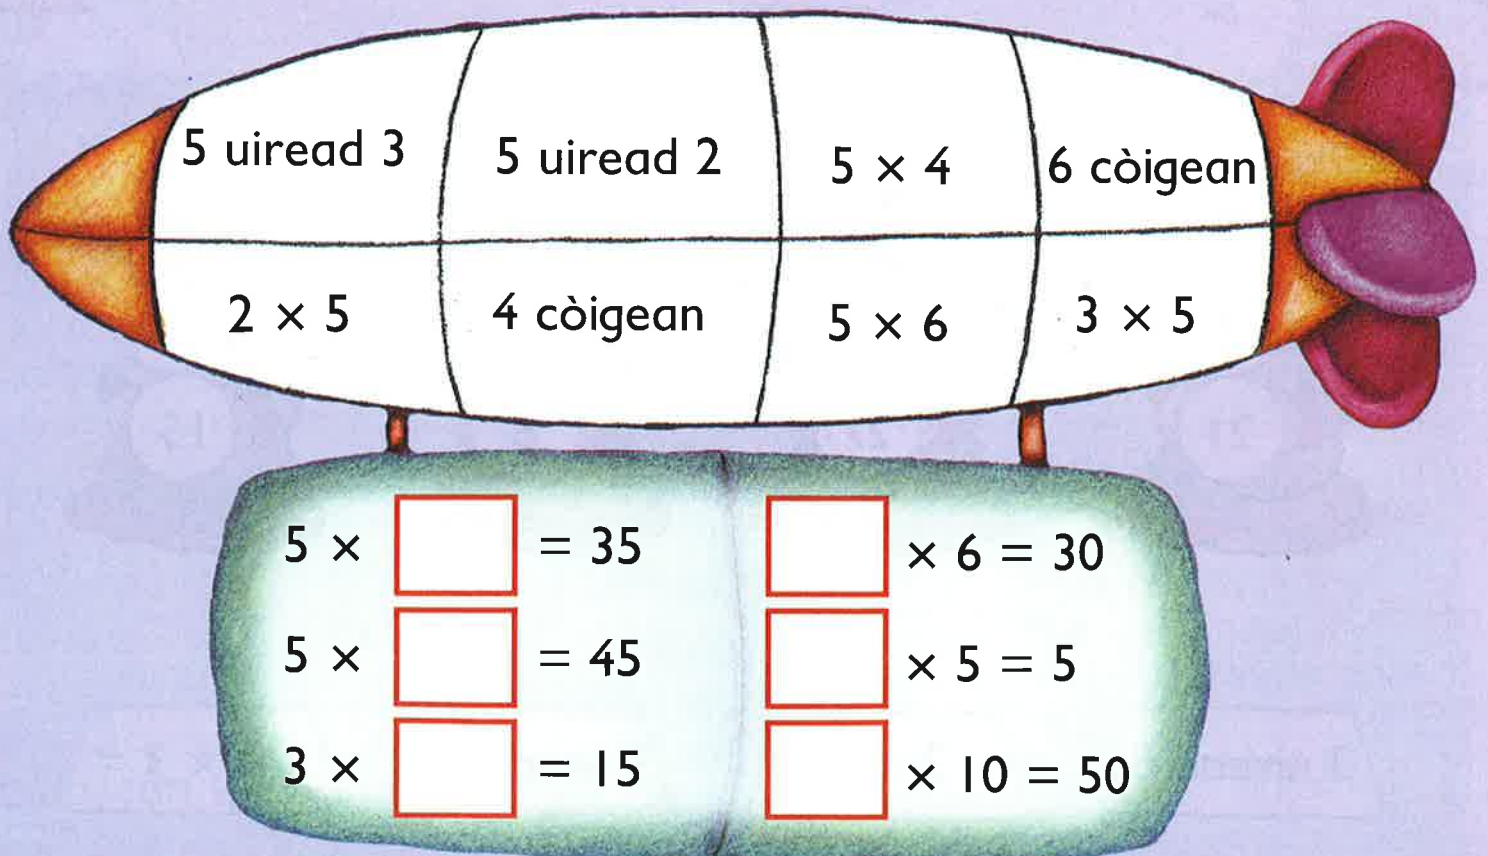 5 uiread 3
5 uiread 2
5 × 4
6 còigean
2 × 5
4 còigean
5 × 6
3 × 5
5 × = 35
× 6 = 30
5 × = 45
× 5 = 5
3 × = 15
× 10 = 50